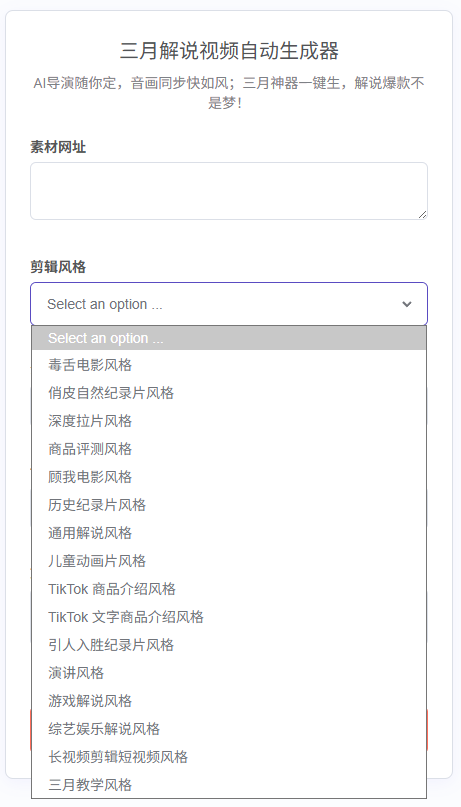 三月解说视频自动生成器
AI导演随你定，音画同步快如风；三月神器一键生，解说爆款不
是梦！
素材网址
剪辑风格
Select an option ...
Select an option ...
毒舌电影风格
俏皮自然纪录片风格
深度拉片风格
商品评测风格
顾我电影风格
历史纪录片风格
通用解说风格
儿童动画片风格
TikTok 商品介绍风格
TikTok 文字商品介绍风格
引人入胜纪录片风格
演讲风格
游戏解说风格
综艺娱乐解说风格
长视频剪辑短视频风格
三月教学风格